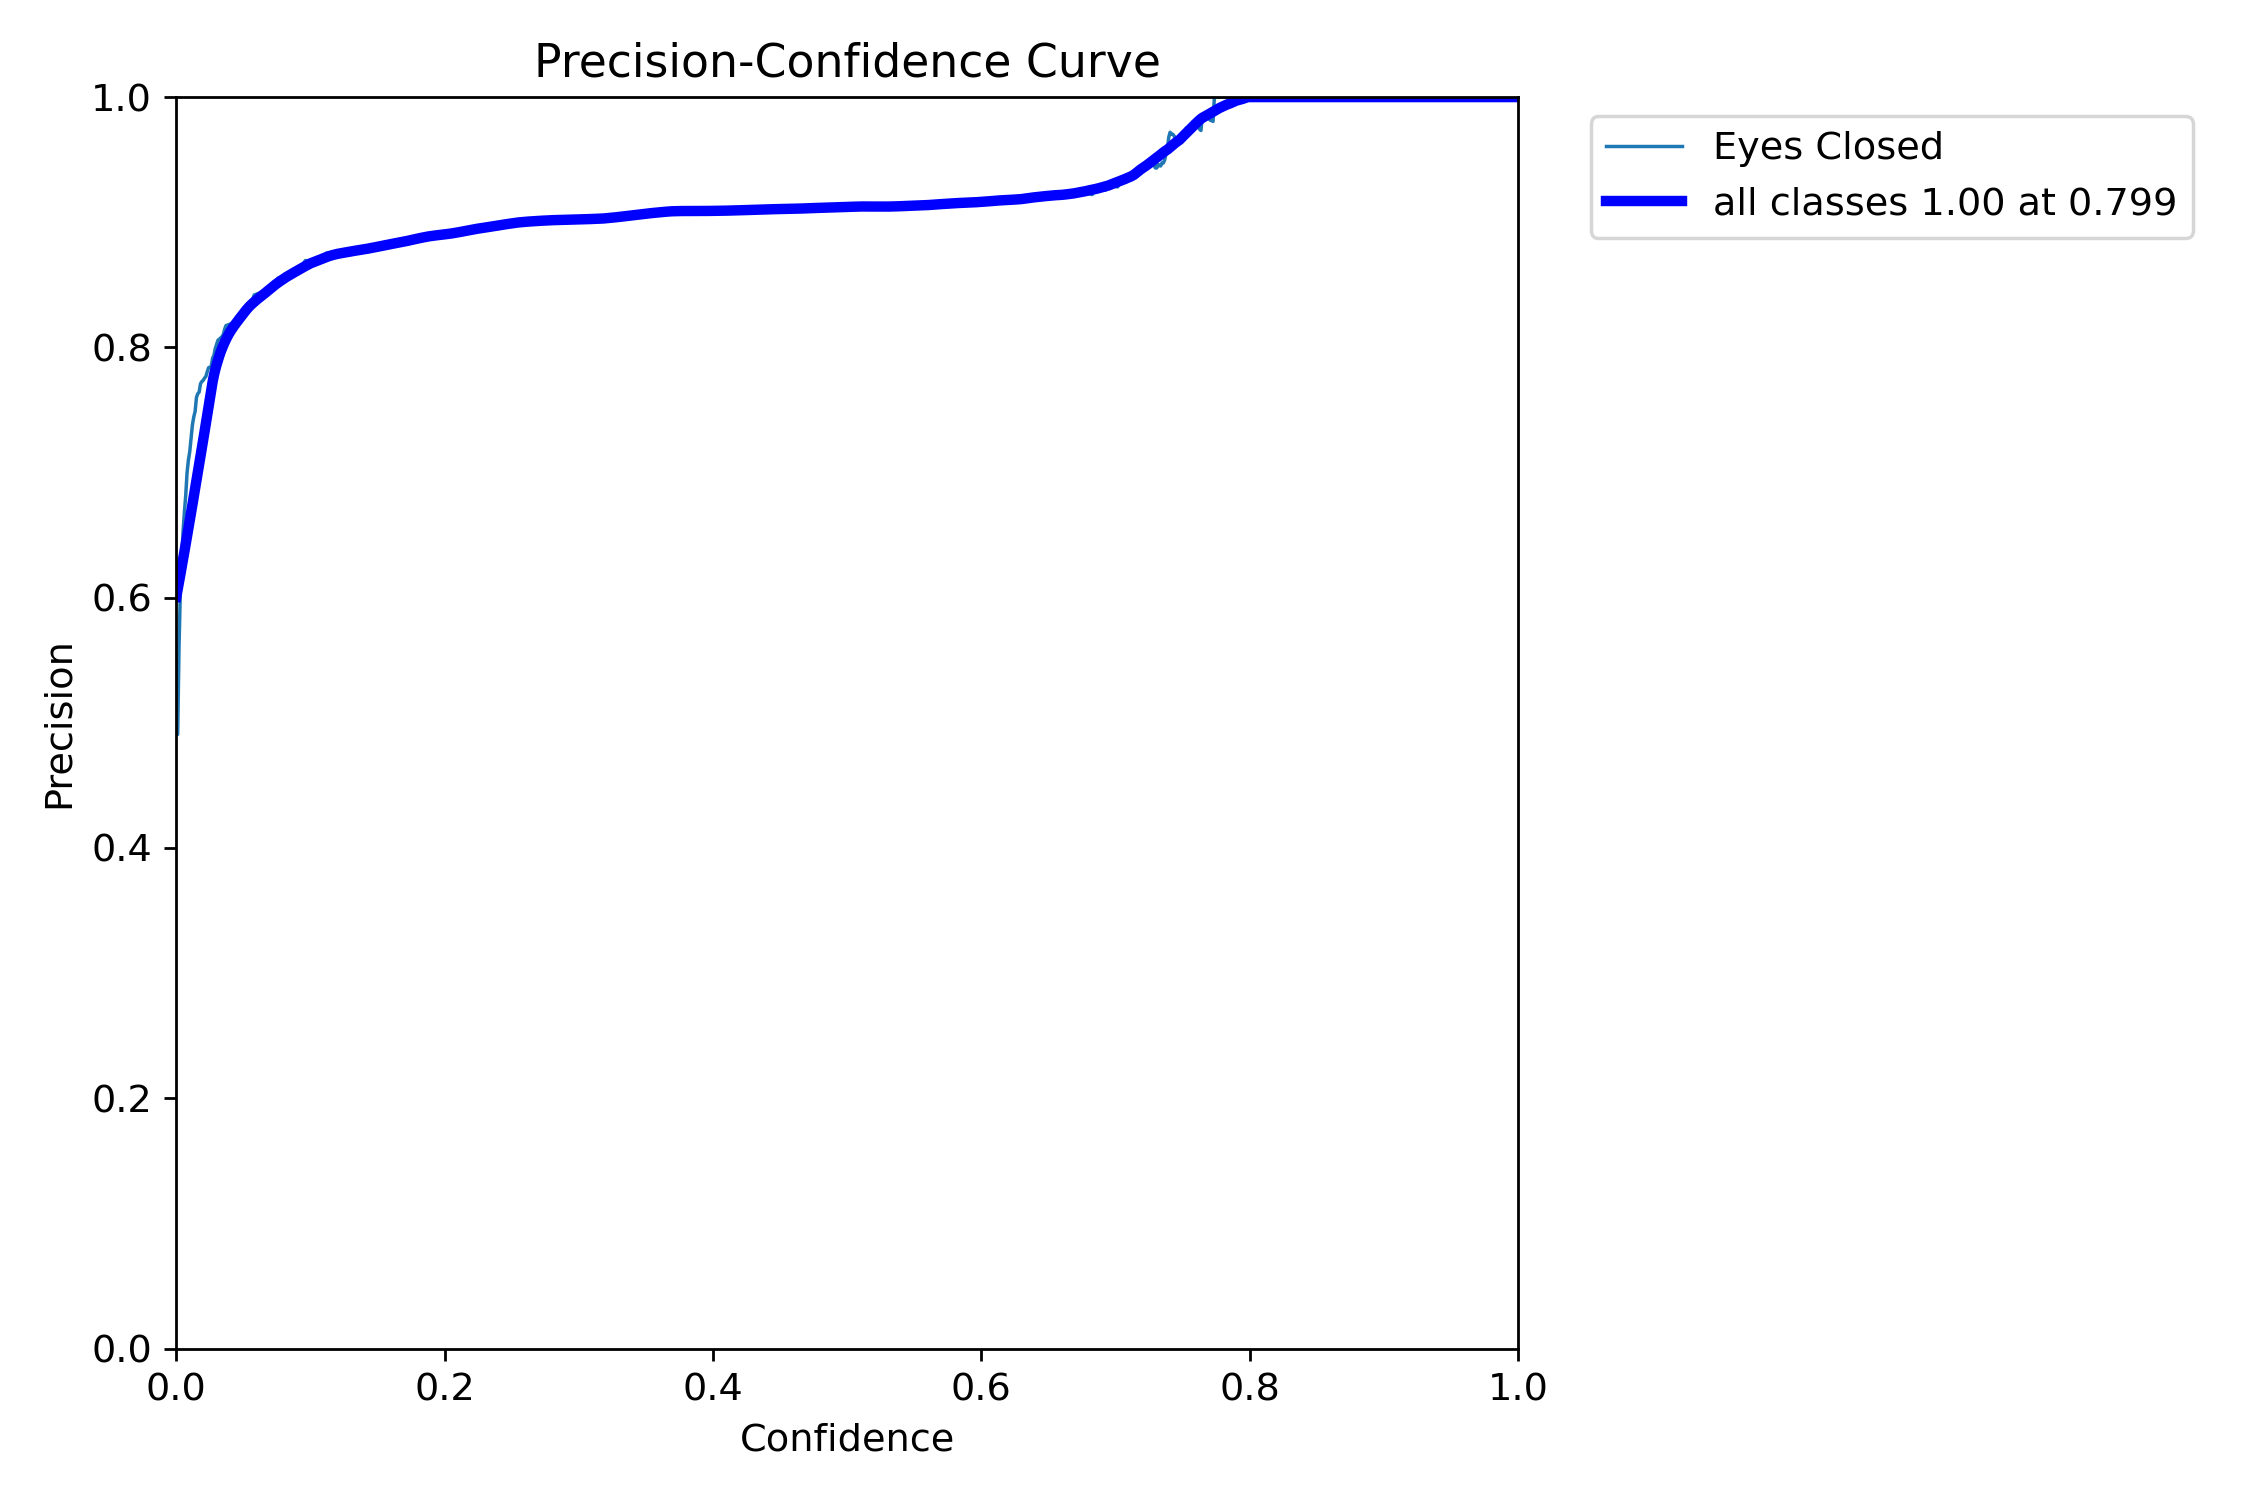 Precision-Confidence Curve
1.0
0.8
0.6
0.4
0.2
0.0
Precision
0.0 0.2 0.4 0.6 0.8 1.0
Confidence
Eyes Closed
all classes 1.00 at 0.799